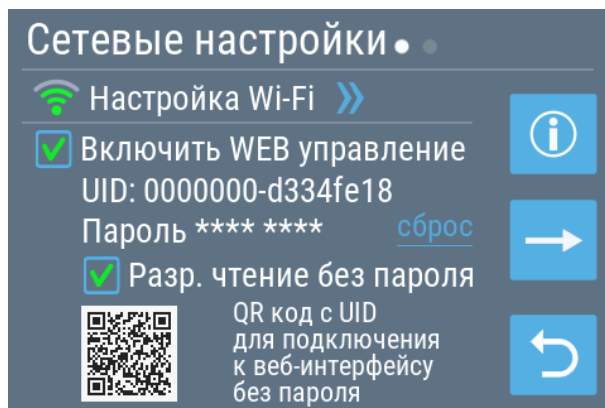 Сетевые настройки
Настройка Wi-Fi
Включить WEB управление
UID: 0000000-d334fe18
Пароль **** ****
сброс
Разр. чтение без пароля
QR код с UID
для подключения
к веб-интерфейсу
без пароля